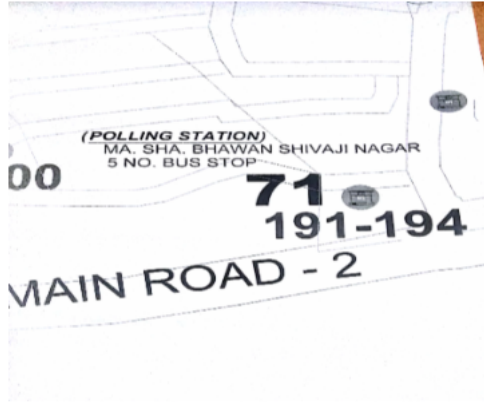 (POLLING STATION)
MA. SHA. BHAWAN SHIVAJI NAGAR
5 NO. BUS STOP
00
71
191-194
MAIN ROAD - 2